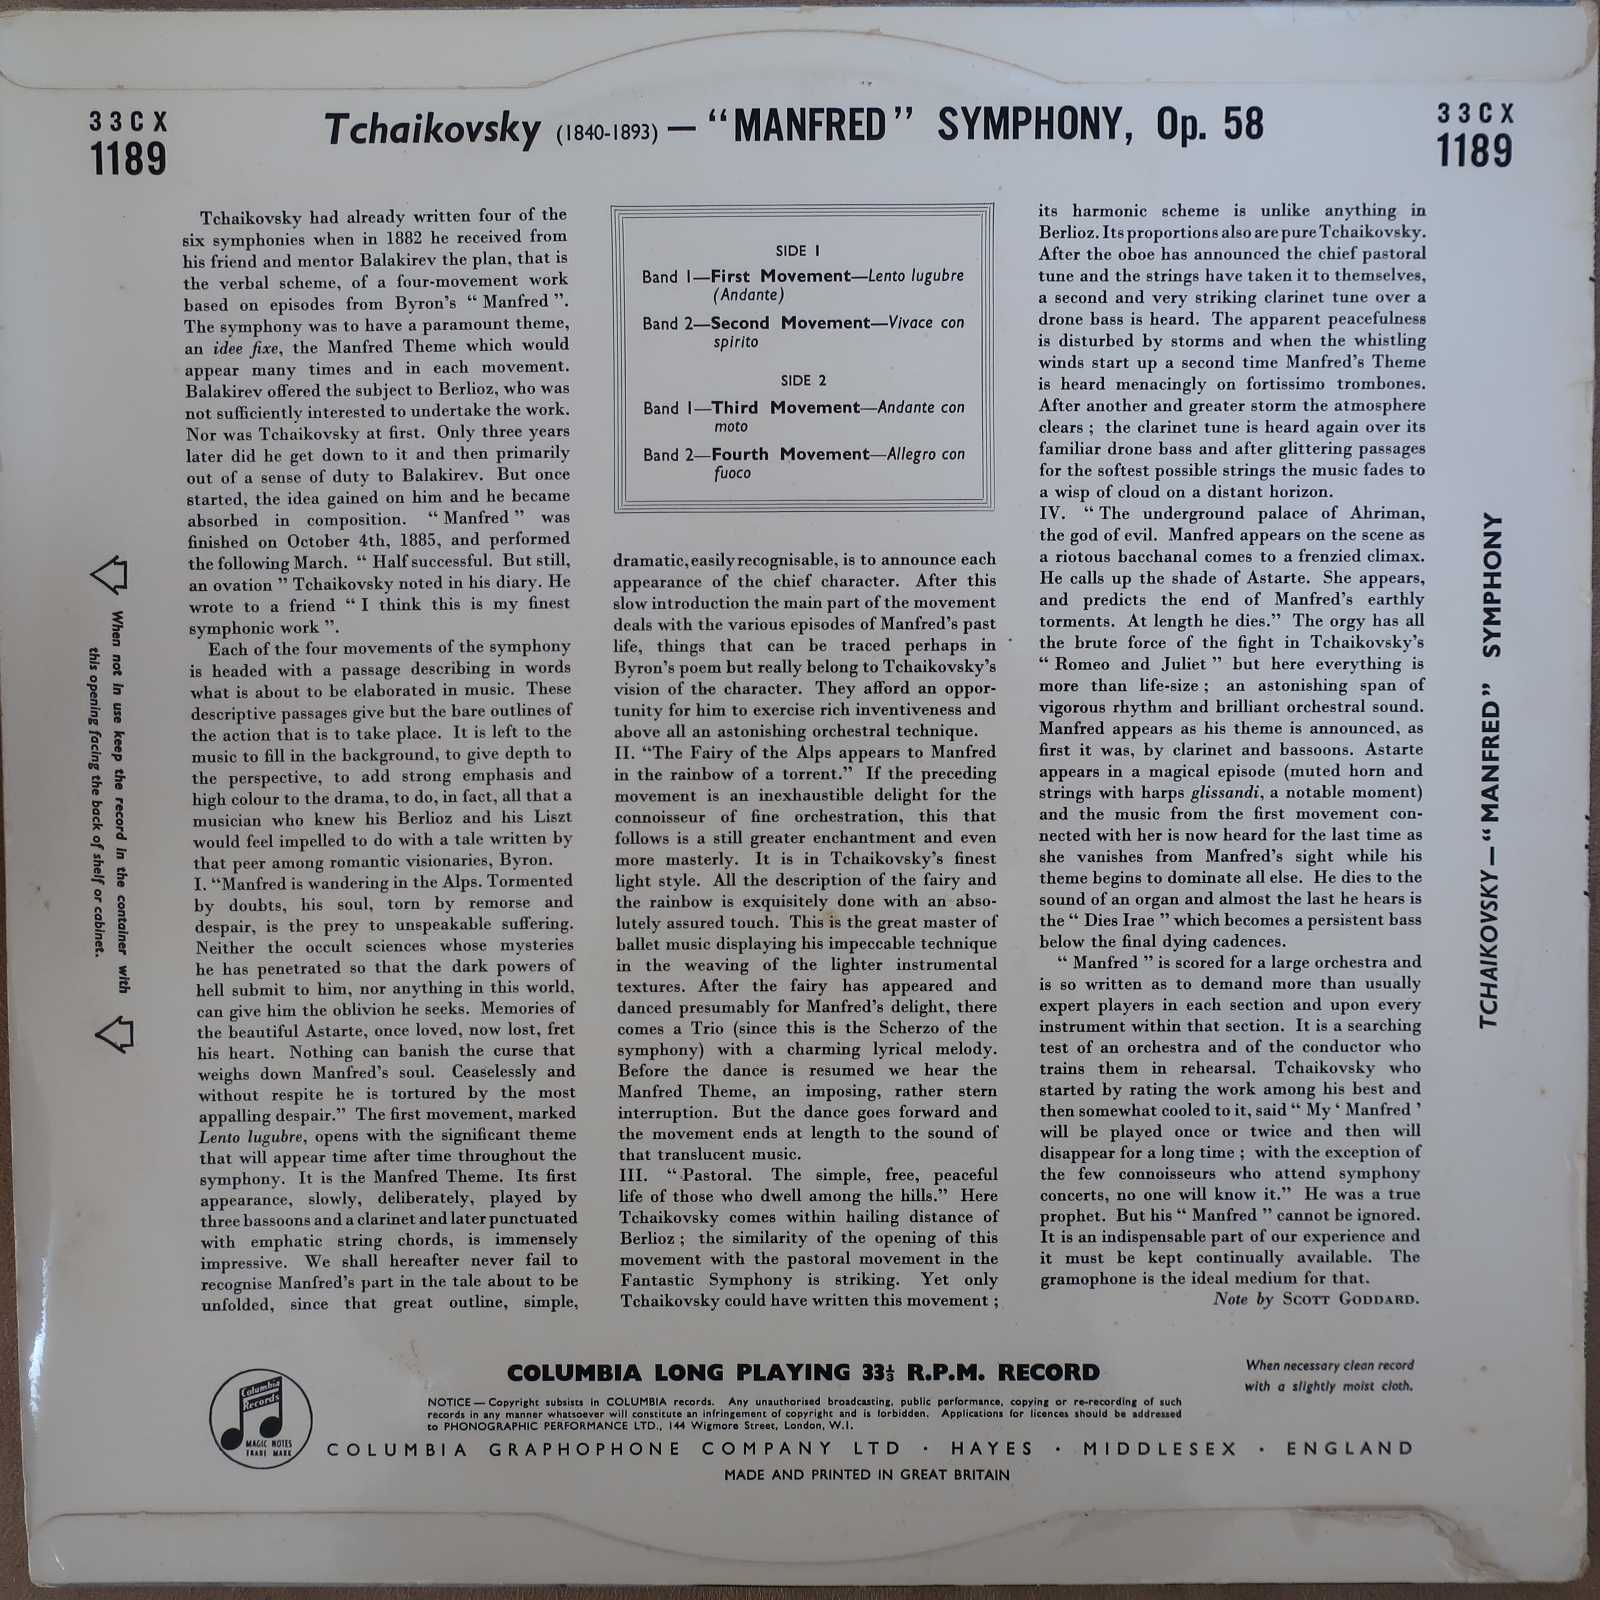 33CX
1189
Tchaikovsky (1840-1893) — “MANFRED” SYMPHONY, Op. 58
33CX
1189
Tchaikovsky had already written four of the
six symphonies when in 1882 he received from
his friend and mentor Balakirev the plan, that is
the verbal scheme, of a four-movement work
based on episodes from Byron's “ Manfred ”.
The symphony was to have a paramount theme,
an idee fixe, the Manfred Theme which would
appear many times and in each movement.
Balakirev offered the subject to Berlioz, who was
not sufficiently interested to undertake the work.
Nor was Tchaikovsky at first. Only three years
later did he get down to it and then primarily
out of a sense of duty to Balakirev. But once
started, the idea gained on him and he became
absorbed in composition. “ Manfred ” was
finished on October 4th, 1885, and performed
the following March. “ Half successful. But still,
an ovation ” Tchaikovsky noted in his diary. He
wrote to a friend “ I think this is my finest
symphonic work ”.
Each of the four movements of the symphony
is headed with a passage describing in words
what is about to be elaborated in music. These
descriptive passages give but the bare outlines of
the action that is to take place. It is left to the
music to fill in the background, to give depth to
the perspective, to add strong emphasis and
high colour to the drama, to do, in fact, all that a
musician who knew his Berlioz and his Liszt
would feel impelled to do with a tale written by
that peer among romantic visionaries, Byron.
I. “Manfred is wandering in the Alps. Tormented
by doubts, his soul, torn by remorse and
despair, is the prey to unspeakable suffering.
Neither the occult sciences whose mysteries
he has penetrated so that the dark powers of
hell submit to him, nor anything in this world,
can give him the oblivion he seeks. Memories of
the beautiful Astarte, once loved, now lost, fret
his heart. Nothing can banish the curse that
weighs down Manfred's soul. Ceaselessly and
without respite he is tortured by the most
appalling despair.” The first movement, marked
Lento lugubre, opens with the significant theme
that will appear time after time throughout the
symphony. It is the Manfred Theme. Its first
appearance, slowly, deliberately, played by
three bassoons and a clarinet and later punctuated
with emphatic string chords, is immensely
impressive. We shall hereafter never fail to
recognise Manfred's part in the tale about to be
unfolded, since that great outline, simple,
SIDE 1
Band 1—First Movement—Lento lugubre
(Andante)
Band 2—Second Movement—Vivace con
spirito
SIDE 2
Band 1—Third Movement—Andante con
moto
Band 2—Fourth Movement—Allegro con
fuoco
dramatic, easily recognisable, is to announce each
appearance of the chief character. After this
slow introduction the main part of the movement
deals with the various episodes of Manfred's past
life, things that can be traced perhaps in
Byron's poem but really belong to Tchaikovsky's
vision of the character. They afford an oppor-
tunity for him to exercise rich inventiveness and
above all an astonishing orchestral technique.
II. “The Fairy of the Alps appears to Manfred
in the rainbow of a torrent.” If the preceding
movement is an inexhaustible delight for the
connoisseur of fine orchestration, this that
follows is a still greater enchantment and even
more masterly. It is in Tchaikovsky's finest
light style. All the description of the fairy and
the rainbow is exquisitely done with an abso-
lutely assured touch. This is the great master of
ballet music displaying his impeccable technique
in the weaving of the lighter instrumental
textures. After the fairy has appeared and
danced presumably for Manfred's delight, there
comes a Trio (since this is the Scherzo of the
symphony) with a charming lyrical melody.
Before the dance is resumed we hear the
Manfred Theme, an imposing, rather stern
interruption. But the dance goes forward and
the movement ends at length to the sound of
that translucent music.
III. “ Pastoral. The simple, free, peaceful
life of those who dwell among the hills.” Here
Tchaikovsky comes within hailing distance of
Berlioz ; the similarity of the opening of this
movement with the pastoral movement in the
Fantastic Symphony is striking. Yet only
Tchaikovsky could have written this movement ;
its harmonic scheme is unlike anything in
Berlioz. Its proportions also are pure Tchaikovsky.
After the oboe has announced the chief pastoral
tune and the strings have taken it to themselves,
a second and very striking clarinet tune over a
drone bass is heard. The apparent peacefulness
is disturbed by storms and when the whistling
winds start up a second time Manfred's Theme
is heard menacingly on fortissimo trombones.
After another and greater storm the atmosphere
clears ; the clarinet tune is heard again over its
familiar drone bass and after glittering passages
for the softest possible strings the music fades to
a wisp of cloud on a distant horizon.
IV. “ The underground palace of Ahriman,
the god of evil. Manfred appears on the scene as
a riotous bacchanal comes to a frenzied climax.
He calls up the shade of Astarte. She appears,
and predicts the end of Manfred's earthly
torments. At length he dies.” The orgy has all
the brute force of the fight in Tchaikovsky's
“ Romeo and Juliet ” but here everything is
more than life-size ; an astonishing span of
vigorous rhythm and brilliant orchestral sound.
Manfred appears as his theme is announced, as
first it was, by clarinet and bassoons. Astarte
appears in a magical episode (muted horn and
strings with harps glissandi, a notable moment)
and the music from the first movement con-
nected with her is now heard for the last time as
she vanishes from Manfred's sight while his
theme begins to dominate all else. He dies to the
sound of an organ and almost the last he hears is
the “ Dies Irae ” which becomes a persistent bass
below the final dying cadences.
“ Manfred ” is scored for a large orchestra and
is so written as to demand more than usually
expert players in each section and upon every
instrument within that section. It is a searching
test of an orchestra and of the conductor who
trains them in rehearsal. Tchaikovsky who
started by rating the work among his best and
then somewhat cooled to it, said “ My ‘ Manfred ’
will be played once or twice and then will
disappear for a long time ; with the exception of
the few connoisseurs who attend symphony
concerts, no one will know it.” He was a true
prophet. But his “ Manfred ” cannot be ignored.
It is an indispensable part of our experience and
it must be kept continually available. The
gramophone is the ideal medium for that.
Note by SCOTT GODDARD.
When not in use keep the record in the container with
this opening facing the back of shelf or cabinet.
TCHAIKOVSKY—“MANFRED” SYMPHONY
COLUMBIA LONG PLAYING 33⅓ R.P.M. RECORD
NOTICE—Copyright subsists in COLUMBIA records. Any unauthorised broadcasting, public performance, copying or re-recording of such
records in any manner whatsoever will constitute an infringement of copyright and is forbidden. Applications for licences should be addressed
to PHONOGRAPHIC PERFORMANCE LTD., 144 Wigmore Street, London, W.1.
When necessary clean record
with a slightly moist cloth.
Columbia
Records
MAGIC NOTES
TRADE MARK
COLUMBIA GRAPHOPHONE COMPANY LTD · HAYES · MIDDLESEX · ENGLAND
MADE AND PRINTED IN GREAT BRITAIN